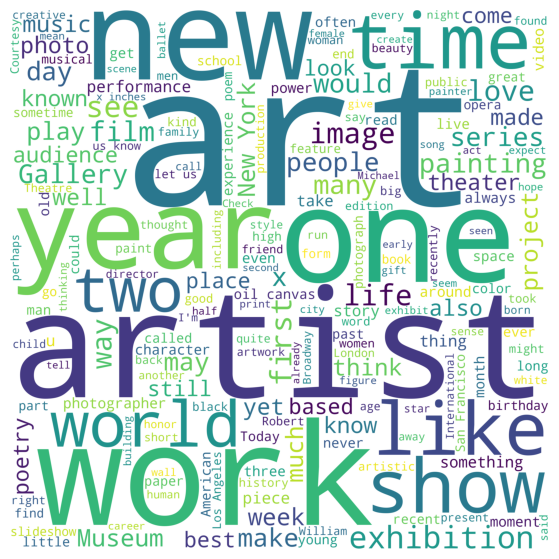 creative
mean
Courtesy
music
musical
photo
day
get
scene
x inches
performance
known
sometime
see
us know
play
film
audience
call
let us
Gallery
old
well
new
often
woman
ballet
men
school
poem
New York
experience
kind
family
production
art
every
female
create
beauty
night
end
look
would
power
say
give
read
image
feature
people
many
Check
Michael
big
take
time
come
found
video
public
great
painter
love
made
opera
live
series
song
act
expect
painting
theater
hope
always
project
year
one
perhaps
could
thought
paint
style
including
high
friend
even
second
run
form
edition
photograph
early
book
gift
recently
seen
seem
space
color
around
took
born
go
thinking
man
director
two
place
I'm
half
good
x
oil canvas
print
first
life
city
story
word
exhibit
also
past
thing
sense
ever
might
long
white
child
u
tell
way
may
still
character
called
back
another
quite
artwork
already
Broadway
women
London
figure
think
artist
part
photographer
world
building
black
yet
based
Robert
Today
much
age
know
never
star
away
International
San Francisco
month
birthday
something
like
poetry
right
find
slideshow
little
honor
short
wall
paper
human
career
Museum
work
American
Los Angeles
three
history
piece
week
best
make
William
young
show
artistic
recent
present
moment
exhibition
said